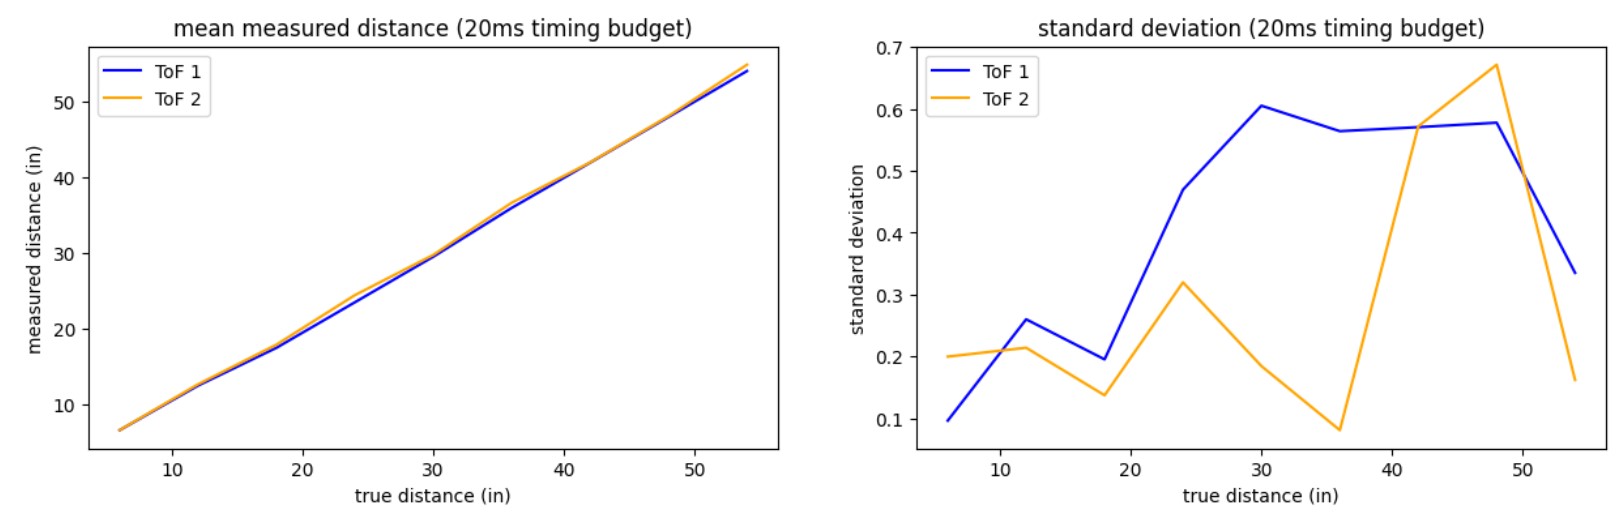 mean measured distance (20ms timing budget)
ToF 1
ToF 2
measured distance (in)
50
40
30
20
10
10 20 30 40 50
true distance (in)
standard deviation (20ms timing budget)
ToF 1
ToF 2
standard deviation
0.7
0.6
0.5
0.4
0.3
0.2
0.1
10 20 30 40 50
true distance (in)